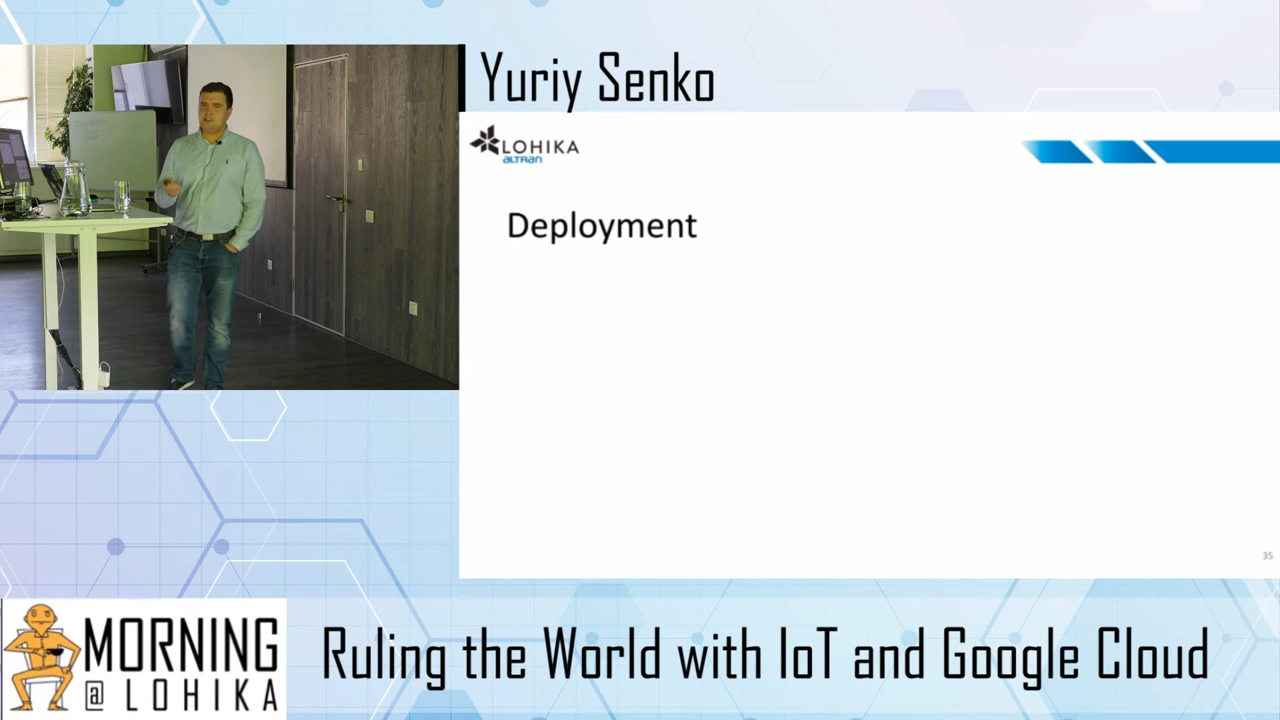 Yuriy Senko
LOHIKA
altran
Deployment
35
MORNING
@ LOHIKA
Ruling the World with IoT and Google Cloud